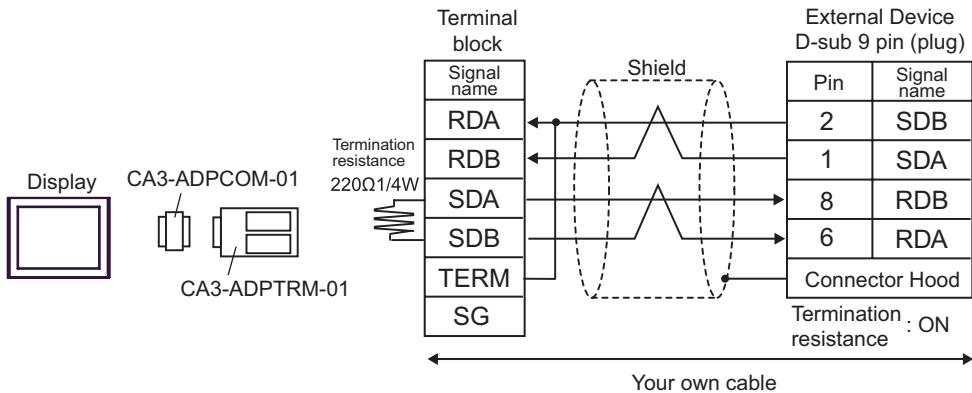 Display
CA3-ADPCOM-01
CA3-ADPTRM-01
Termination
resistance
220Ω1/4W
Terminal
block
Signal
name
RDA
RDB
SDA
SDB
TERM
SG
Shield
External Device
D-sub 9 pin (plug)
Pin Signal
name
2 SDB
1 SDA
8 RDB
6 RDA
Connector Hood
Termination
resistance : ON
Your own cable